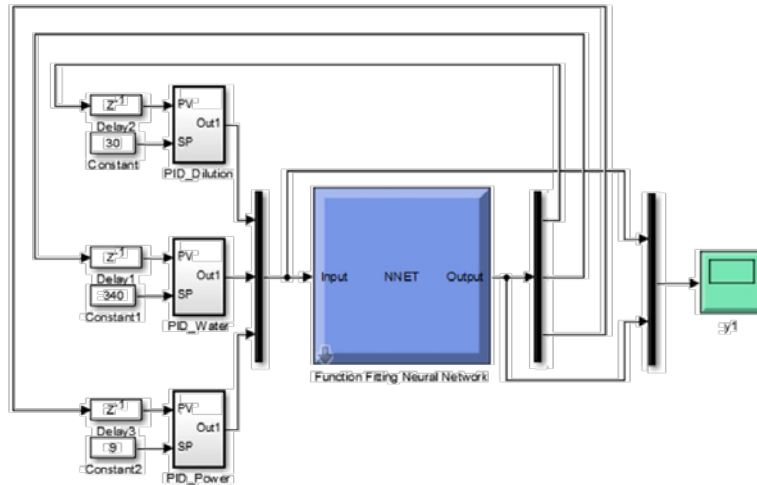 Z-1
PV
Delay2
Out1
30
SP
Constant
PID_Dilution
Z-1
PV
Delay1
Out1
340
SP
Constant1
PID_Water
Input
NNET
Output
y1
Function Fitting Neural Network
Z-1
PV
Delay3
Out1
9
SP
Constant2
PID_Power